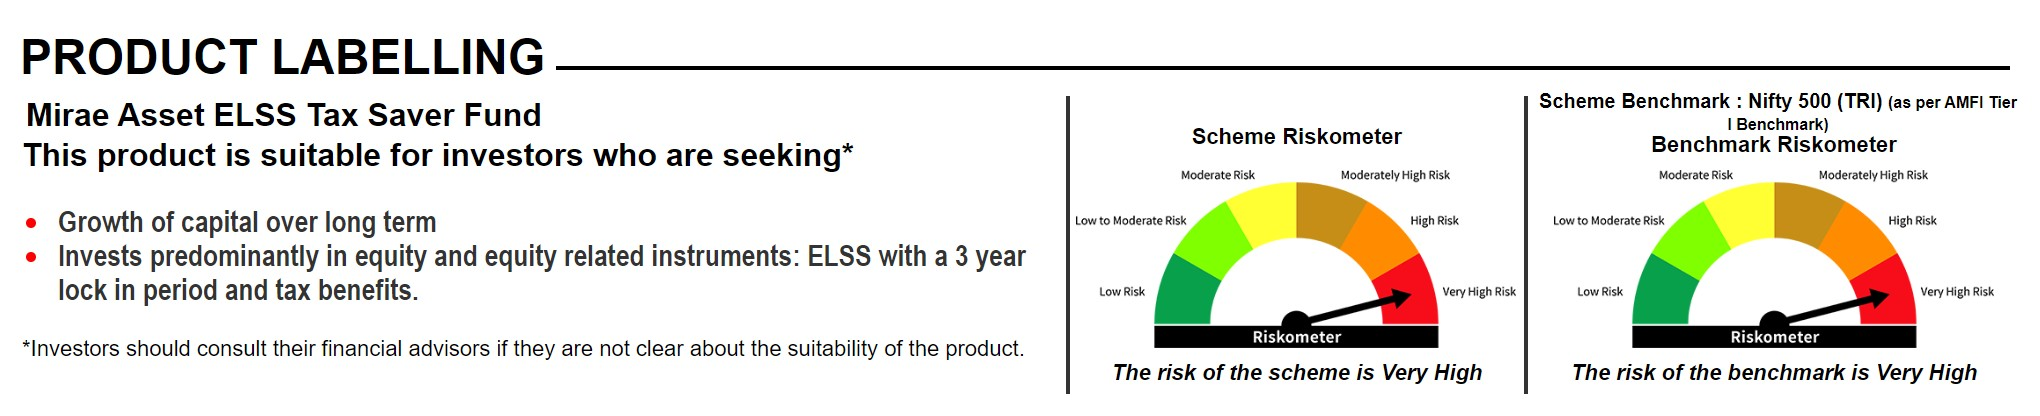 PRODUCT LABELLING
Mirae Asset ELSS Tax Saver Fund
This product is suitable for investors who are seeking*
• Growth of capital over long term
• Invests predominantly in equity and equity related instruments: ELSS with a 3 year
lock in period and tax benefits.
*Investors should consult their financial advisors if they are not clear about the suitability of the product.
Scheme Riskometer
Moderate Risk
Moderately High Risk
Low to Moderate Risk
High Risk
Low Risk
Very High Risk
Riskometer
The risk of the scheme is Very High
Scheme Benchmark : Nifty 500 (TRI) (as per AMFI Tier
I Benchmark)
Benchmark Riskometer
Moderate Risk
Moderately High Risk
Low to Moderate Risk
High Risk
Low Risk
Very High Risk
Riskometer
The risk of the benchmark is Very High